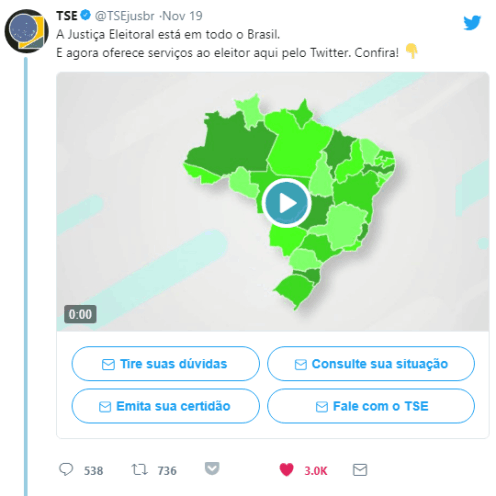 TSE @TSEjusbr · Nov 19
A Justiça Eleitoral está em todo o Brasil.
E agora oferece serviços ao eleitor aqui pelo Twitter. Confira!
0:00
Tire suas dúvidas
Consulte sua situação
Emita sua certidão
Fale com o TSE
538 736 3.0K